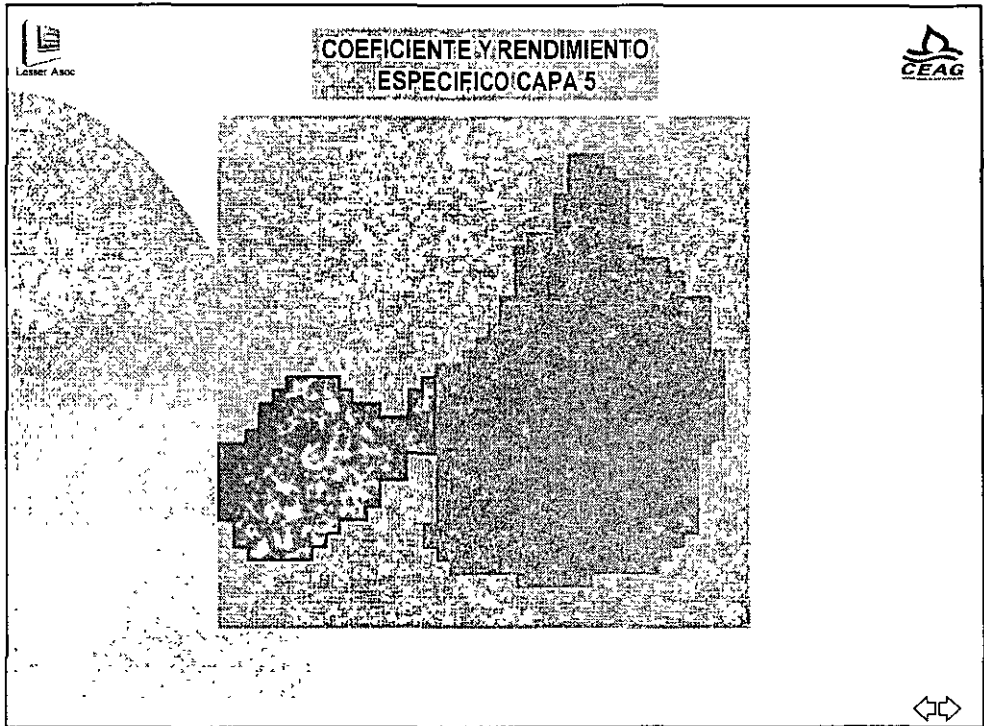 Lesser Asoc
COEFICIENTE Y RENDIMIENTO
ESPECIFICO CAPA 5
CEAG